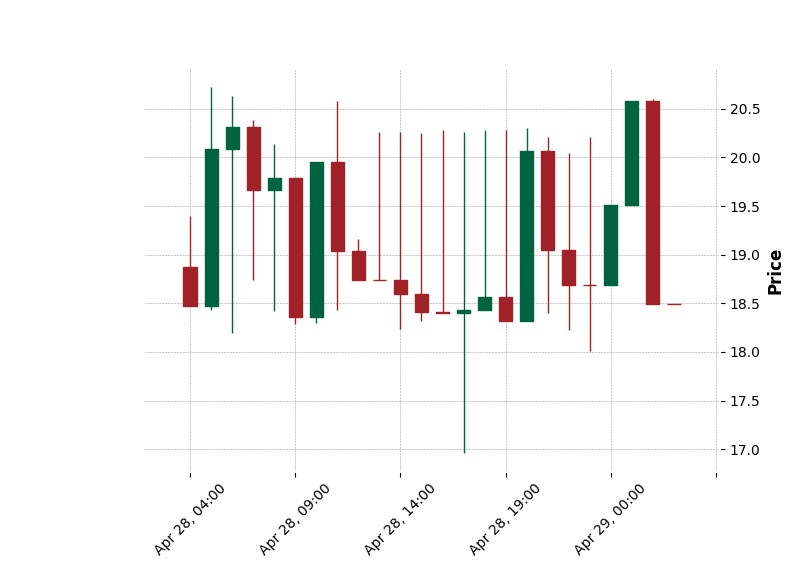 20.5
20.0
19.5
19.0
18.5
18.0
17.5
17.0
Price
Apr 28, 04:00
Apr 28, 09:00
Apr 28, 14:00
Apr 28, 19:00
Apr 29, 00:00